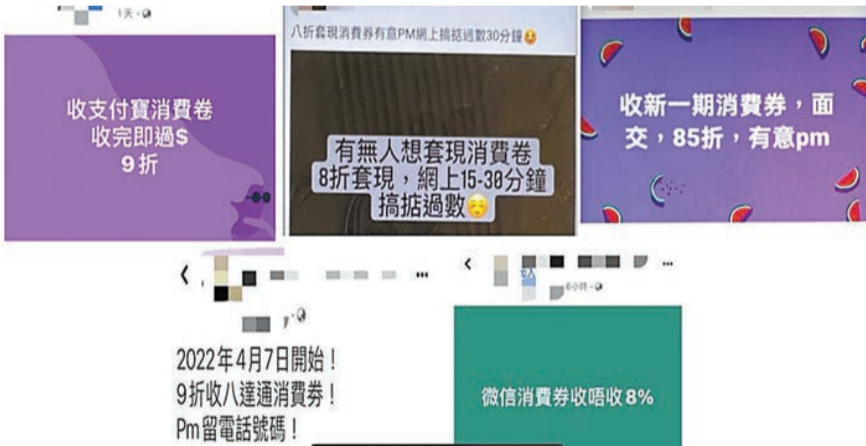 1天
收支付寶消費卷
收完即過$
9折
八折套現消費券有意PM網上搞掂過數30分鐘
有無人想套現消費卷
8折套現，網上15-30分鐘
搞掂過數
收新一期消費券，面
交，85折，有意pm
2022年4月7日開始！
9折收八達通消費券！
Pm留電話號碼！
加入
6小時
微信消費券收唔收8%